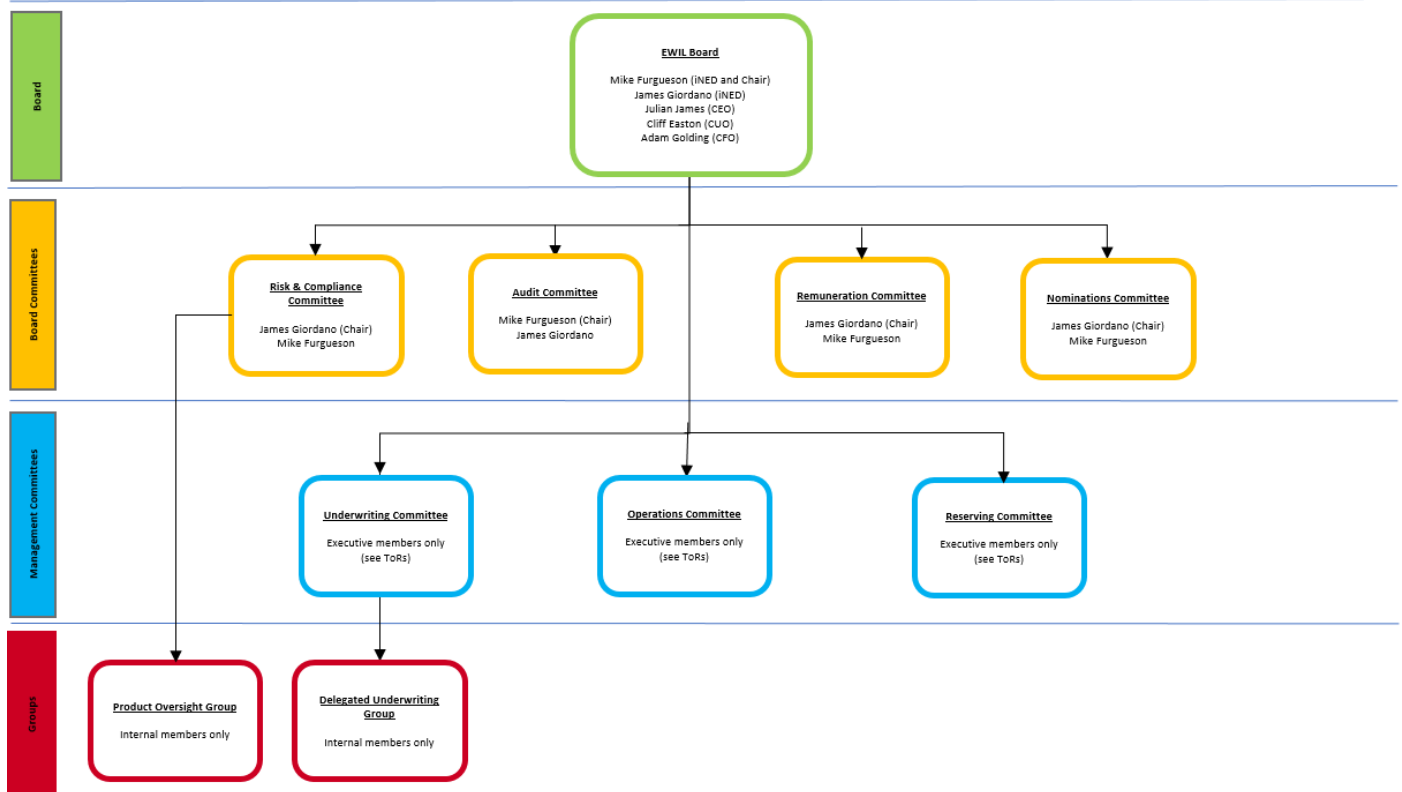 Board
EWIL Board
Mike Furgueson (iNED and Chair)
James Giordano (iNED)
Julian James (CEO)
Cliff Easton (CUO)
Adam Golding (CFO)
Board Committees
Risk & Compliance
Committee
James Giordano (Chair)
Mike Furgueson
Audit Committee
Mike Furgueson (Chair)
James Giordano
Remuneration Committee
James Giordano (Chair)
Mike Furgueson
Nominations Committee
James Giordano (Chair)
Mike Furgueson
Management Committees
Underwriting Committee
Executive members only
(see ToRs)
Operations Committee
Executive members only
(see ToRs)
Reserving Committee
Executive members only
(see ToRs)
Groups
Product Oversight Group
Internal members only
Delegated Underwriting
Group
Internal members only